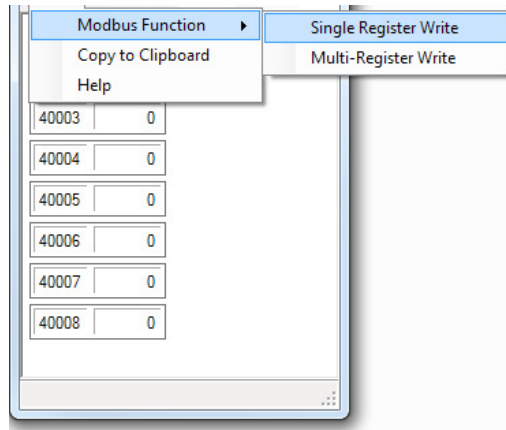 Modbus Function
Single Register Write
Copy to Clipboard
Multi-Register Write
Help
40003 0
40004 0
40005 0
40006 0
40007 0
40008 0